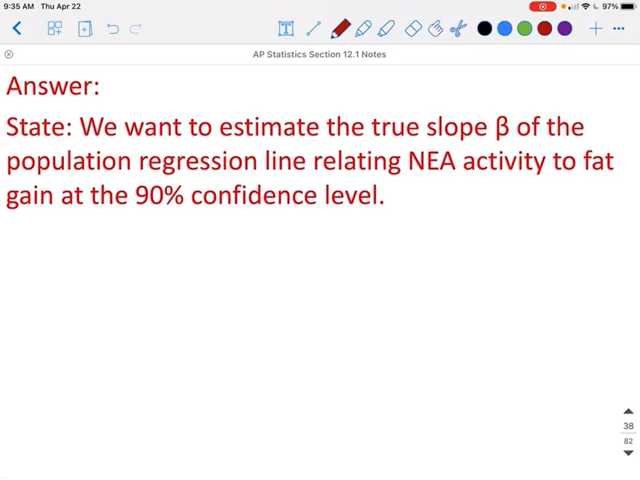 9:35 AM Thu Apr 22
97%
AP Statistics Section 12.1 Notes
Answer:
State: We want to estimate the true slope β of the
population regression line relating NEA activity to fat
gain at the 90% confidence level.
38
82